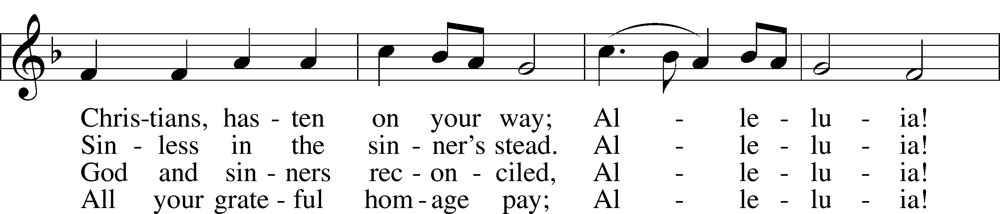 Chris-tians, has - ten on your way; Al - le - lu - ia!
Sin - less in the sin - ner's stead. Al - le - lu - ia!
God and sin - ners rec - on - ciled, Al - le - lu - ia!
All your grate - ful hom - age pay; Al - le - lu - ia!